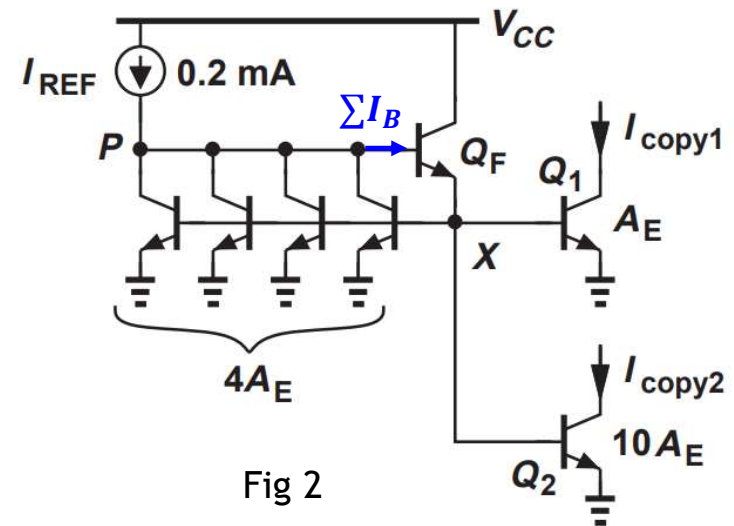 V_CC
I_REF 0.2 mA
∑I_B
P
Q_F
Q_1
I_copy1
A_E
X
4A_E
I_copy2
10A_E
Q_2
Fig 2